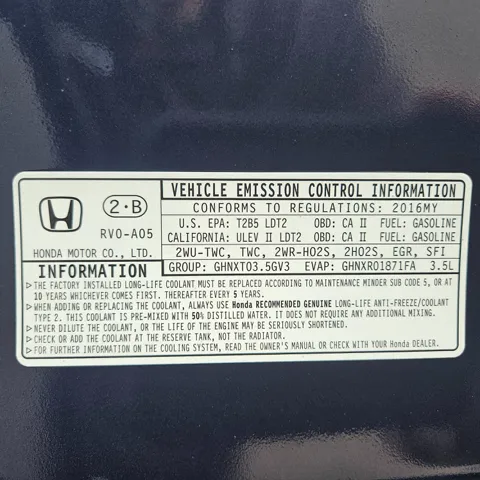 VEHICLE EMISSION CONTROL INFORMATION
2·B
CONFORMS TO REGULATIONS: 2016MY
RV0-A05
U.S. EPA: T2B5 LDT2 OBD: CA II FUEL: GASOLINE
CALIFORNIA: ULEV II LDT2 OBD: CA II FUEL: GASOLINE
HONDA MOTOR CO., LTD.
2WU-TWC, TWC, 2WR-HO2S, 2HO2S, EGR, SFI
INFORMATION
GROUP: GHNXT03.5GV3 EVAP: GHNXR01871FA 3.5L
▷THE FACTORY INSTALLED LONG-LIFE COOLANT MUST BE REPLACED ACCORDING TO MAINTENANCE MINDER SUB CODE 5, OR AT
10 YEARS WHICHEVER COMES FIRST. THEREAFTER EVERY 5 YEARS.
▷WHEN ADDING OR REPLACING THE COOLANT, ALWAYS USE Honda RECOMMENDED GENUINE LONG-LIFE ANTI-FREEZE/COOLANT
TYPE 2. THIS COOLANT IS PRE-MIXED WITH 50% DISTILLED WATER. IT DOES NOT REQUIRE ANY ADDITIONAL MIXING.
▷NEVER DILUTE THE COOLANT, OR THE LIFE OF THE ENGINE MAY BE SERIOUSLY SHORTENED.
▷CHECK OR ADD THE COOLANT AT THE RESERVE TANK, NOT THE RADIATOR.
▷FOR FURTHER INFORMATION ON THE COOLING SYSTEM, READ THE OWNER'S MANUAL OR CHECK WITH YOUR Honda DEALER.